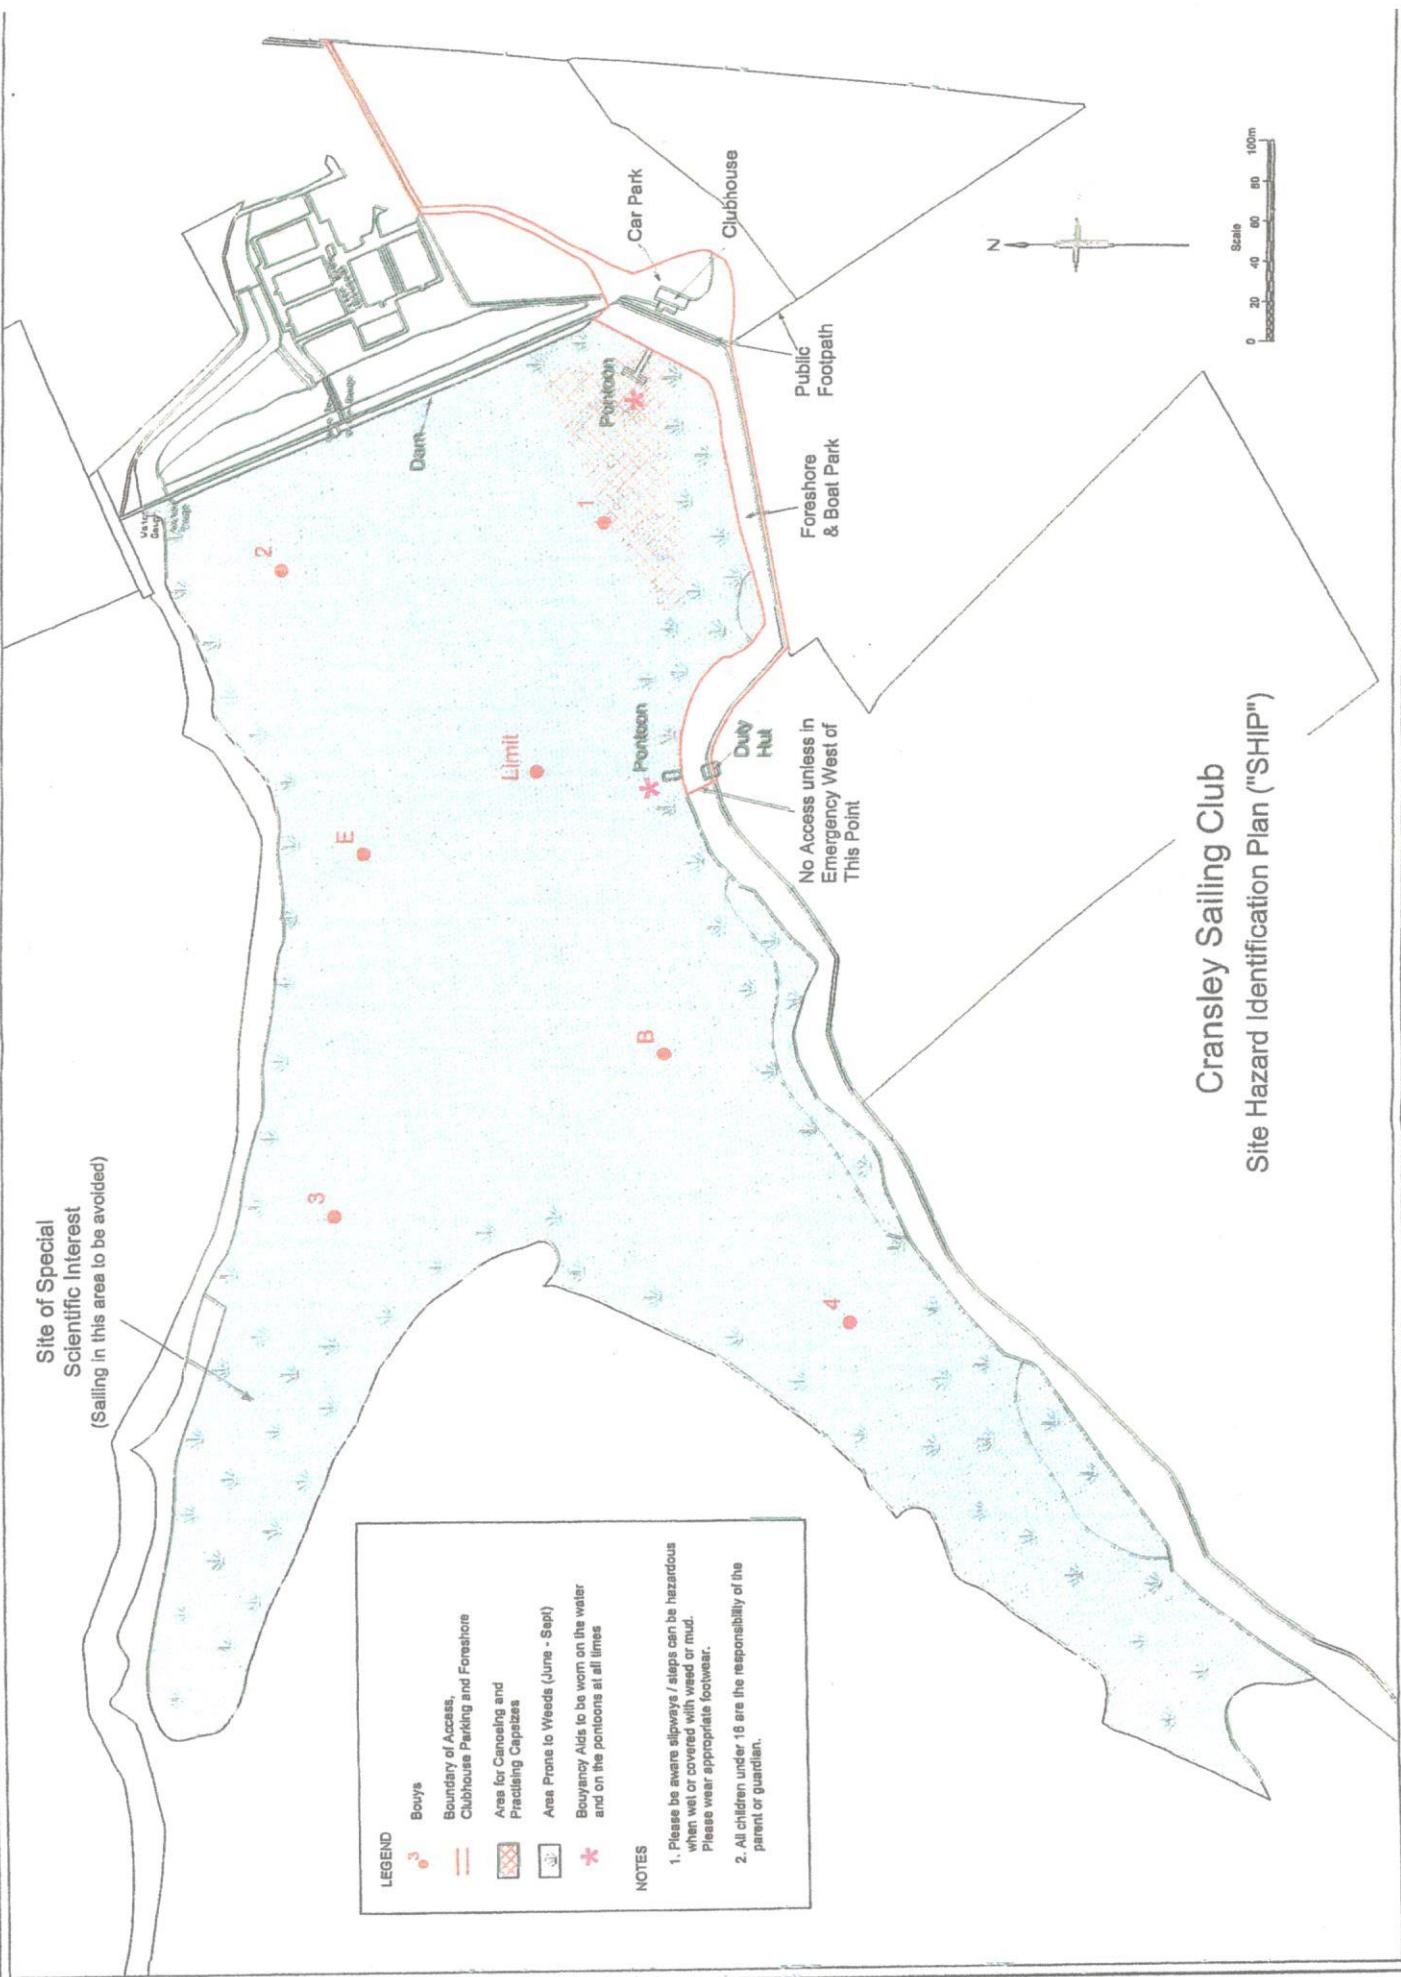 Site of Special
Scientific Interest
(Sailing in this area to be avoided)
3
E
2
Limit
1
B
4
Dam
Pontoon
Pontoon
Duty
Hut
Car Park
Clubhouse
Public
Footpath
Foreshore
& Boat Park
No Access unless in
Emergency West of
This Point
N
Scale
0 20 40 60 80 100m
LEGEND
3
Bouys
Boundary of Access,
Clubhouse Parking and Foreshore
Area for Canoeing and
Practising Capsizes
Area Prone to Weeds (June - Sept)
Bouyancy Aids to be worn on the water
and on the pontoons at all times
NOTES
1. Please be aware slipways / steps can be hazardous
when wet or covered with weed or mud.
Please wear appropriate footwear.
2. All children under 16 are the responsibility of the
parent or guardian.
Cransley Sailing Club
Site Hazard Identification Plan ("SHIP")